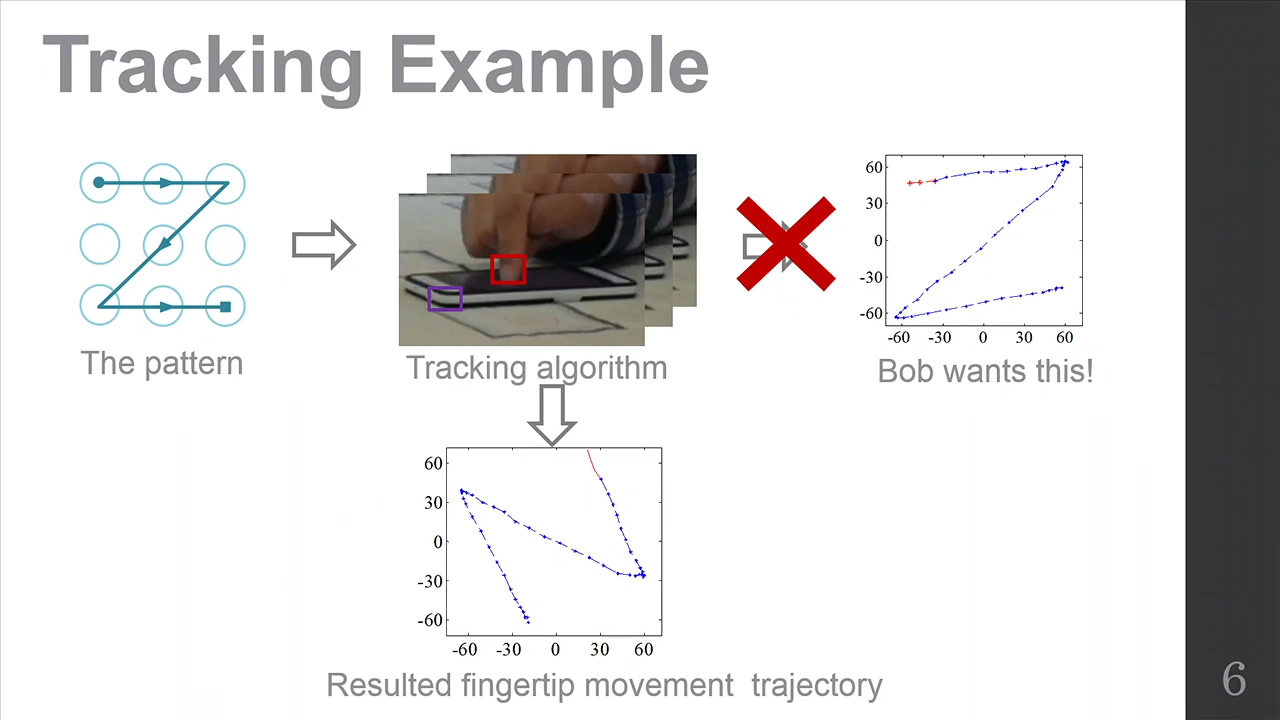 Tracking Example
The pattern
Tracking algorithm
60
30
0
-30
-60
-60 -30 0 30 60
Bob wants this!
60
30
0
-30
-60
-60 -30 0 30 60
Resulted fingertip movement trajectory
6